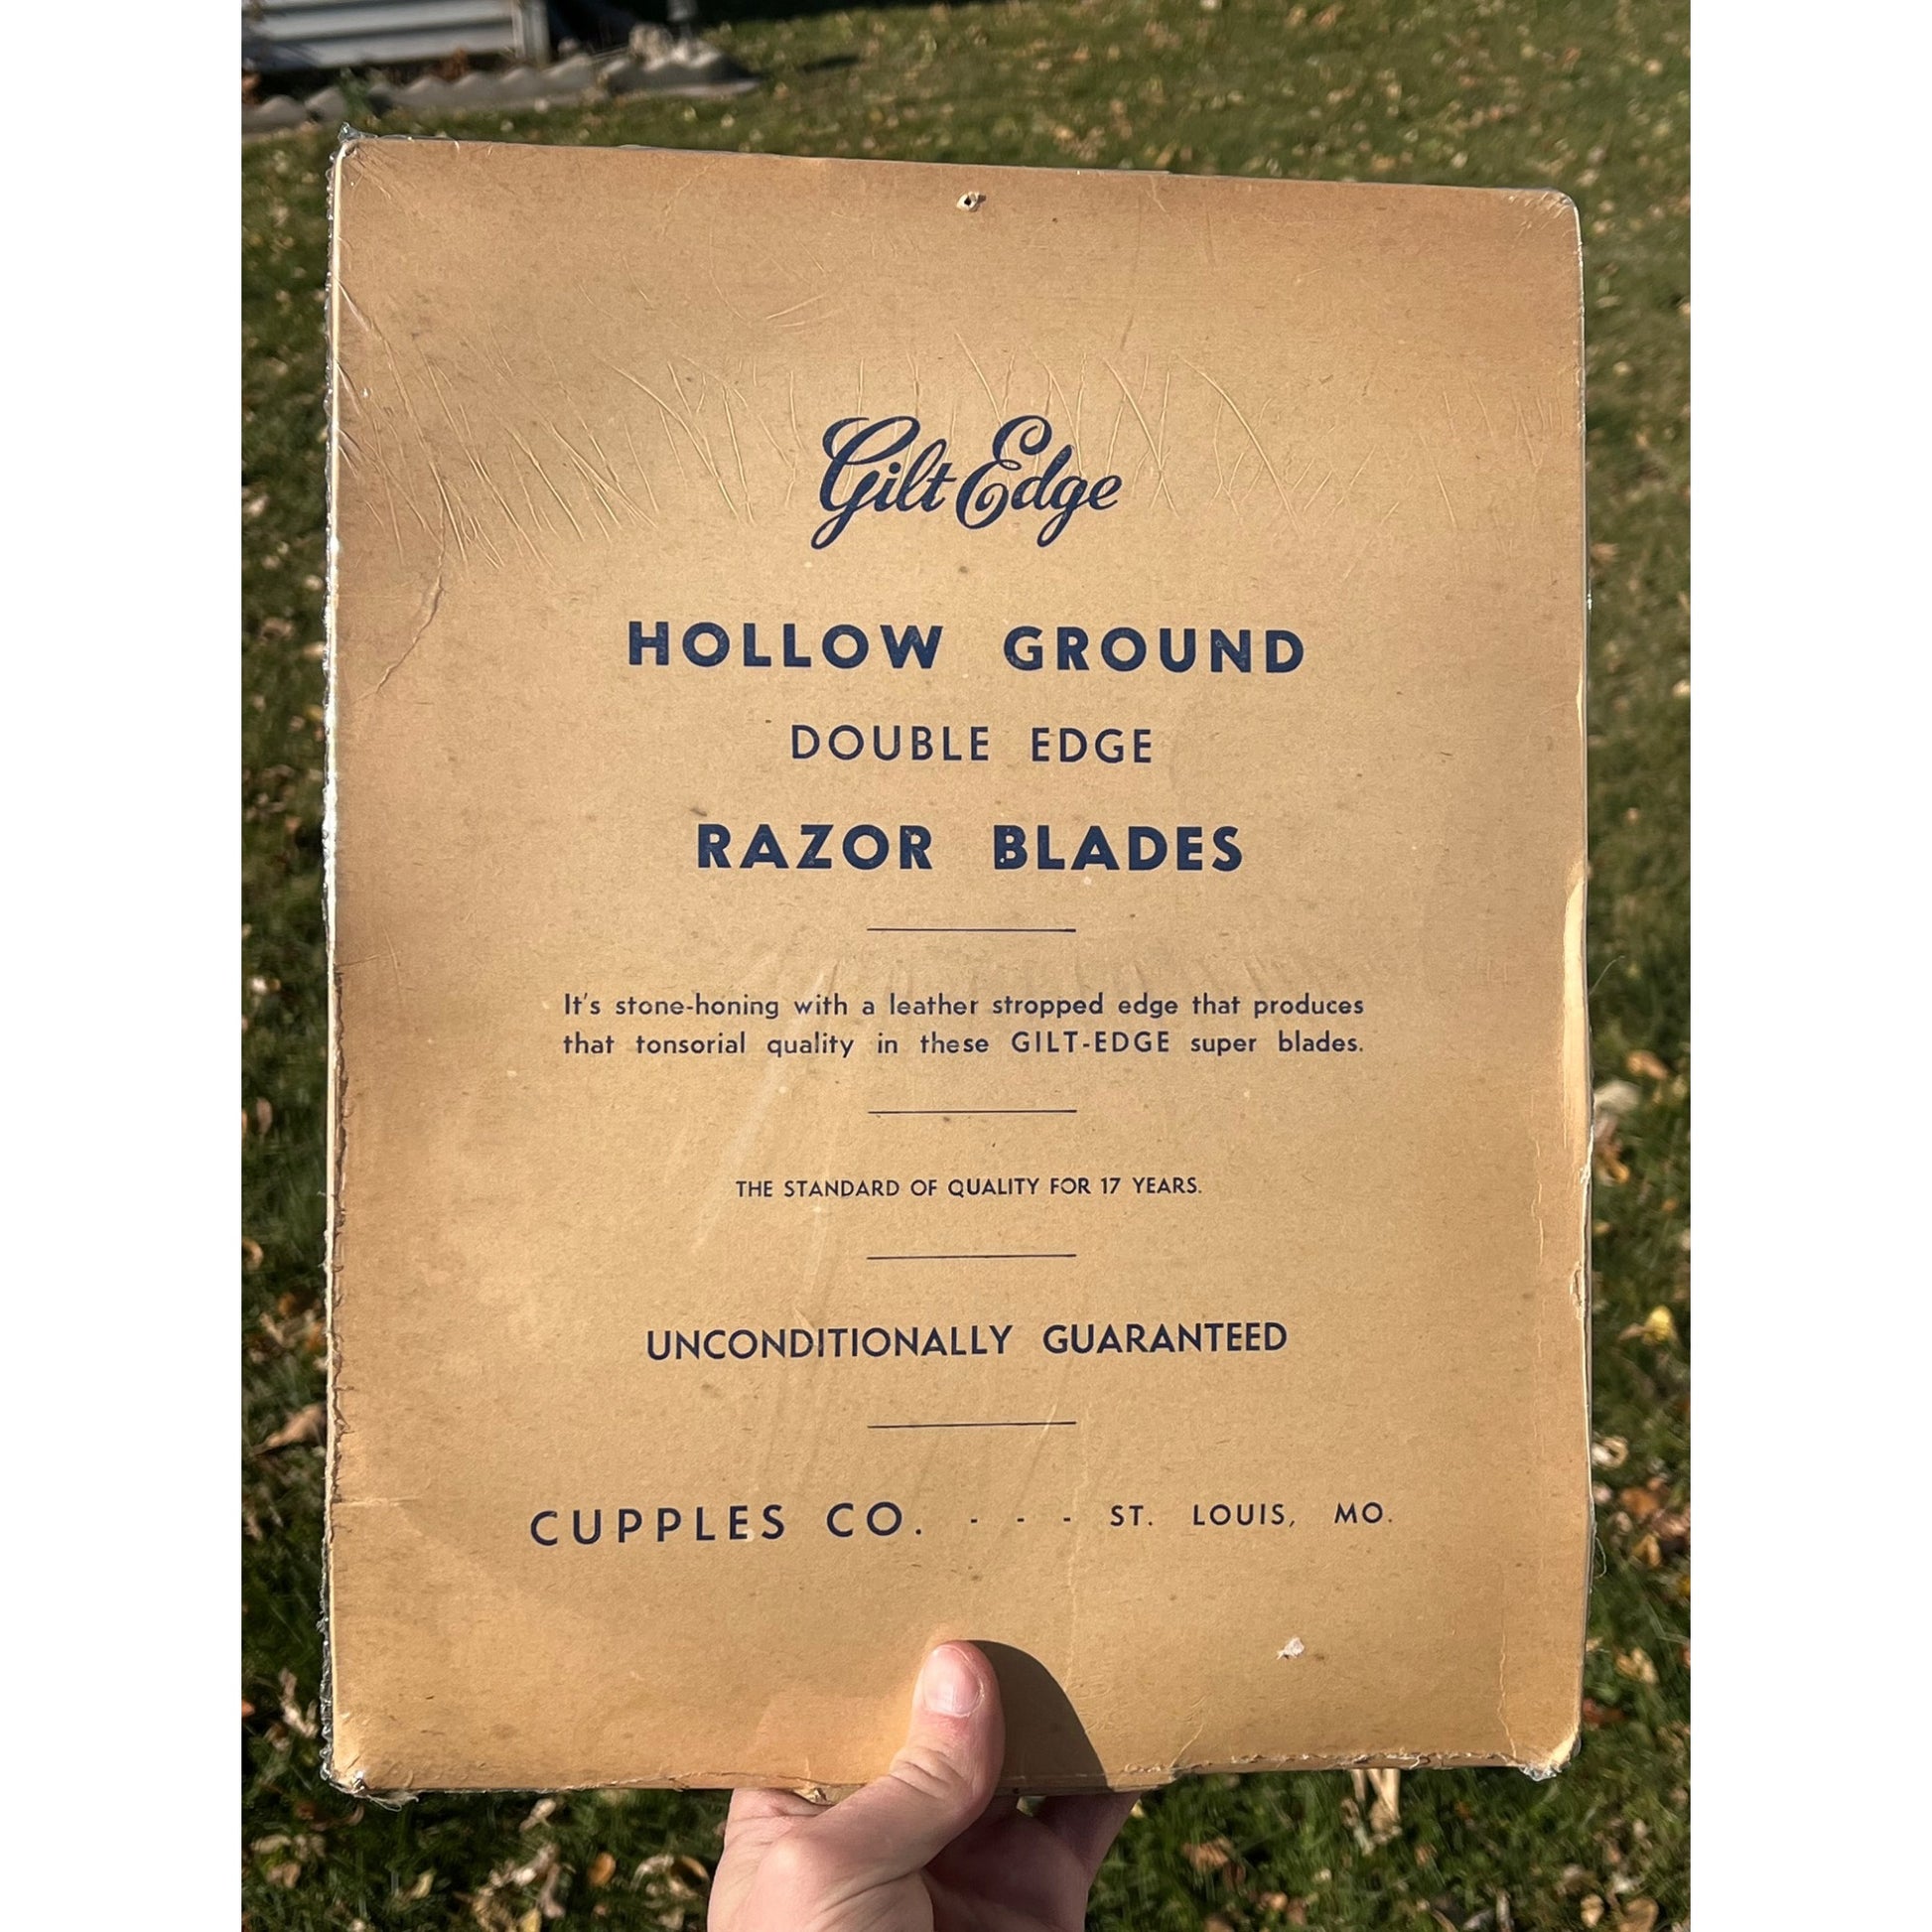 Gilt Edge
HOLLOW GROUND
DOUBLE EDGE
RAZOR BLADES
It's stone-honing with a leather stropped edge that produces
that tonsorial quality in these GILT-EDGE super blades.
THE STANDARD OF QUALITY FOR 17 YEARS.
UNCONDITIONALLY GUARANTEED
CUPPLES CO. - - - ST. LOUIS, MO.